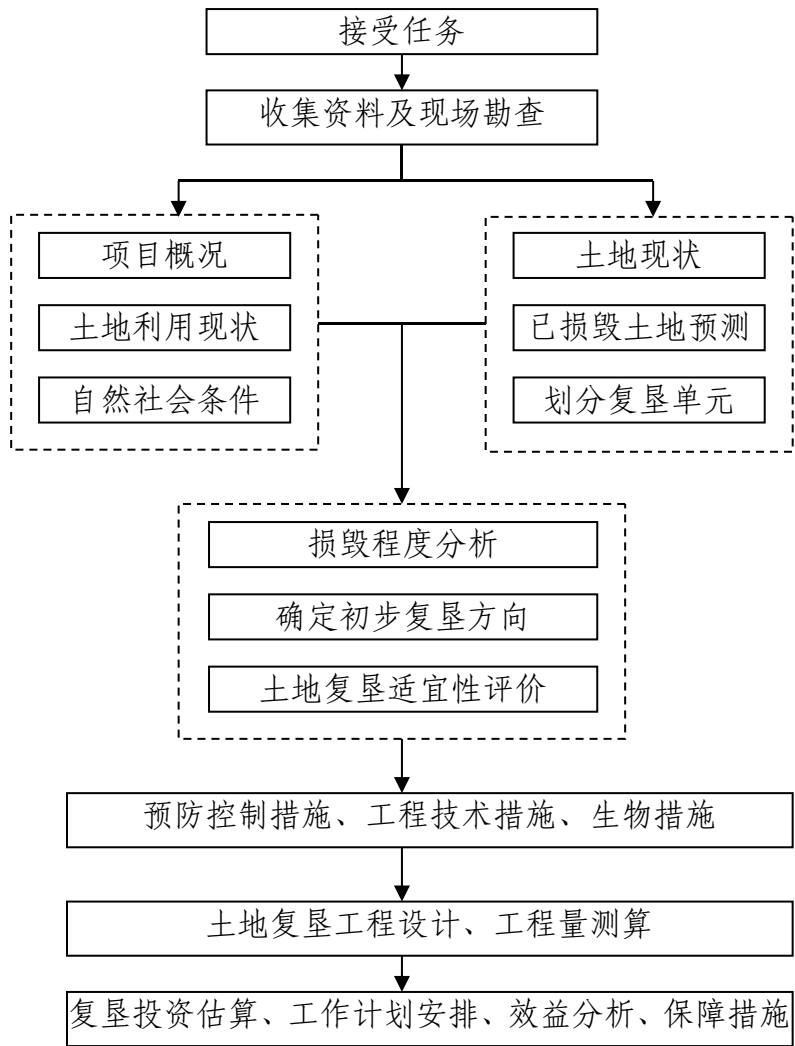 接受任务
收集资料及现场勘查
项目概况
土地利用现状
自然社会条件
土地现状
已损毁土地预测
划分复垦单元
损毁程度分析
确定初步复垦方向
土地复垦适宜性评价
预防控制措施、工程技术措施、生物措施
土地复垦工程设计、工程量测算
复垦投资估算、工作计划安排、效益分析、保障措施